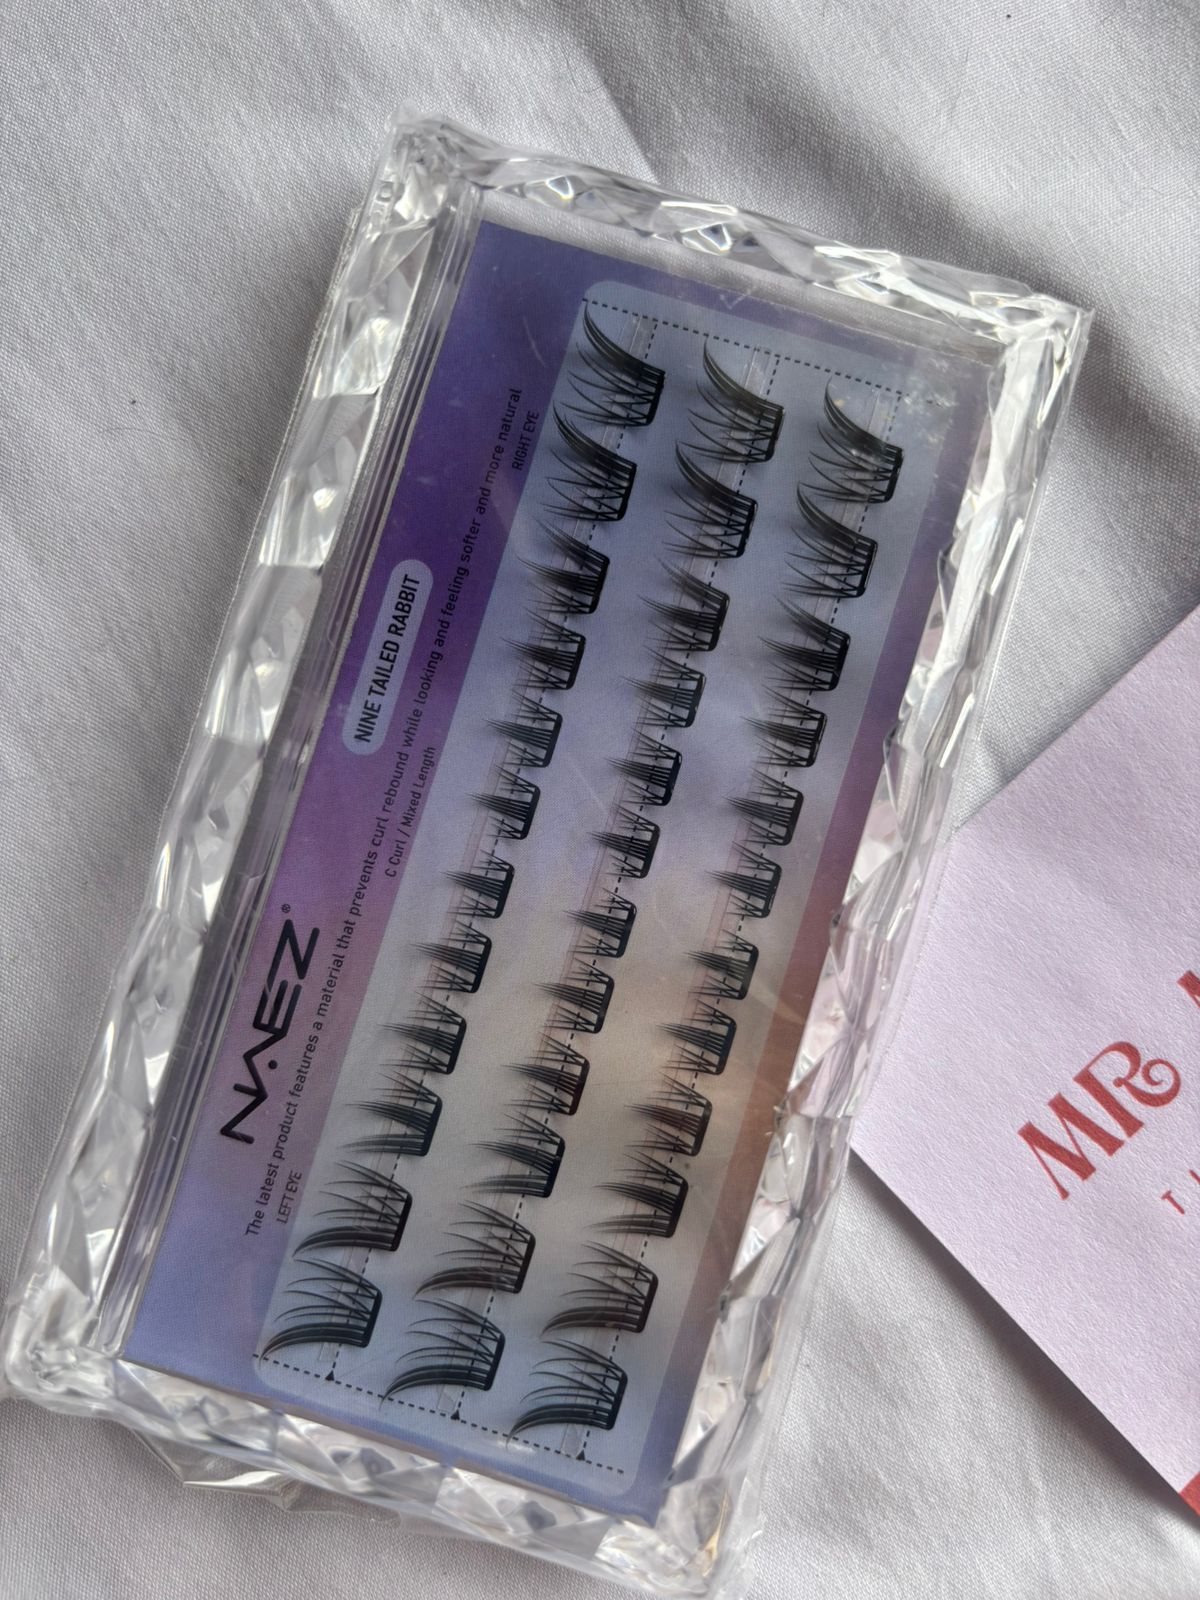 NAEZ®
NINE TAILED RABBIT
The latest product features a material that prevents curl rebound while looking and feeling softer and more natural
LEFT EYE
C Curl / Mixed Length
RIGHT EYE
MR